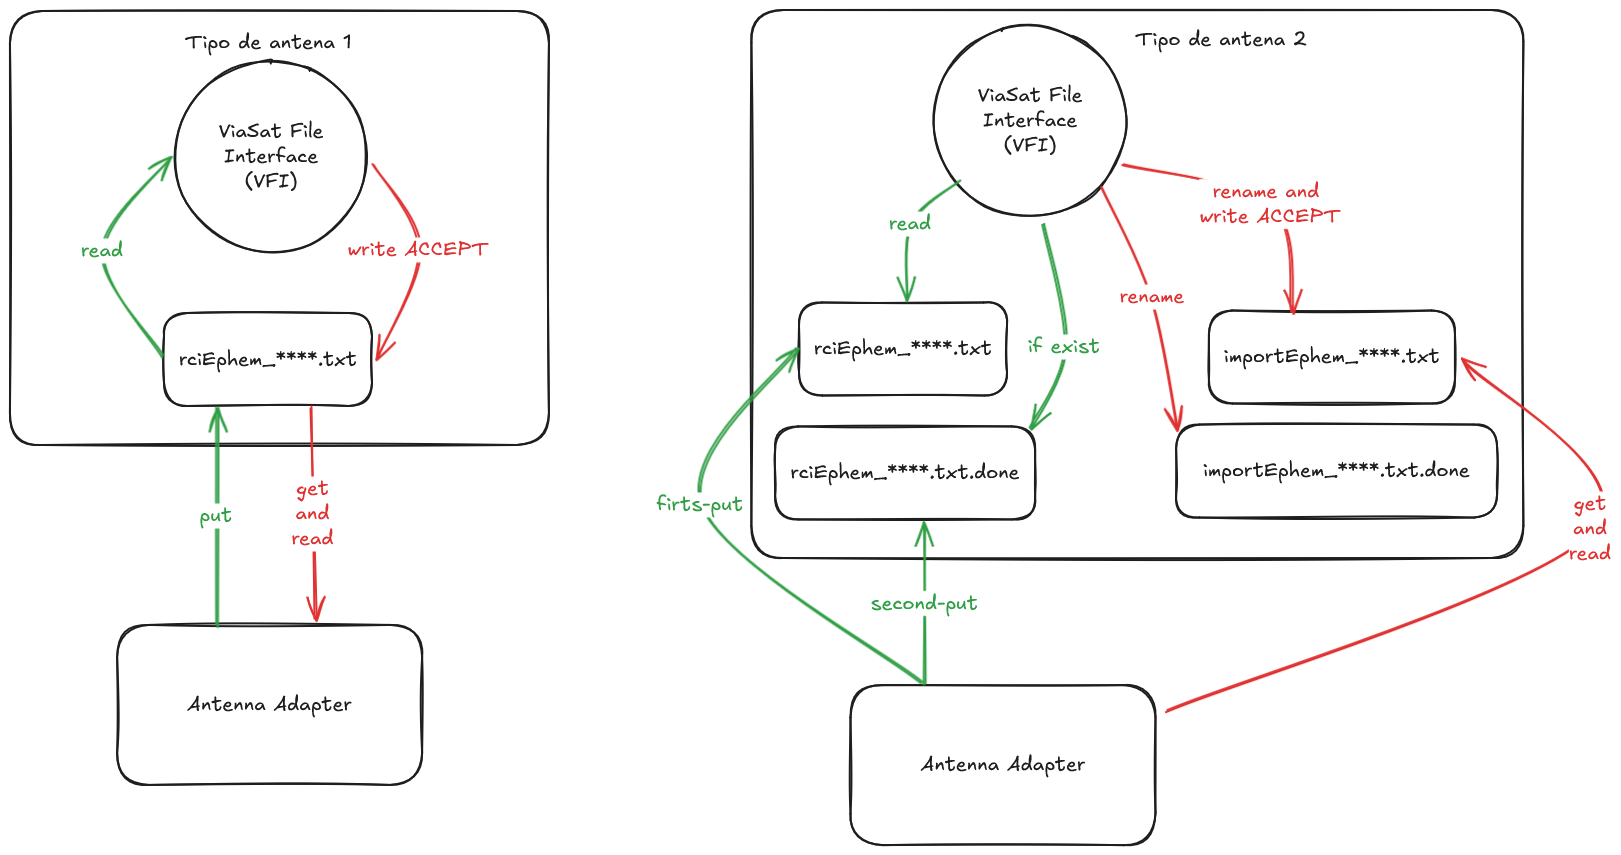 Tipo de antena 1
ViaSat File
Interface
(VFI)
read
write ACCEPT
rciEphem_****.txt
get
and
read
put
Antenna Adapter
Tipo de antena 2
ViaSat File
Interface
(VFI)
rename and
write ACCEPT
read
rename
if exist
rciEphem_****.txt
importEphem_****.txt
rciEphem_****.txt.done
importEphem_****.txt.done
firts-put
get
and
read
second-put
Antenna Adapter